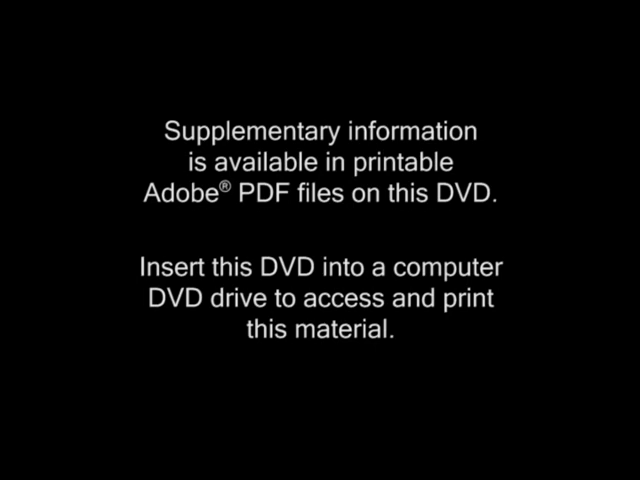 Supplementary information
is available in printable
Adobe® PDF files on this DVD.
Insert this DVD into a computer
DVD drive to access and print
this material.